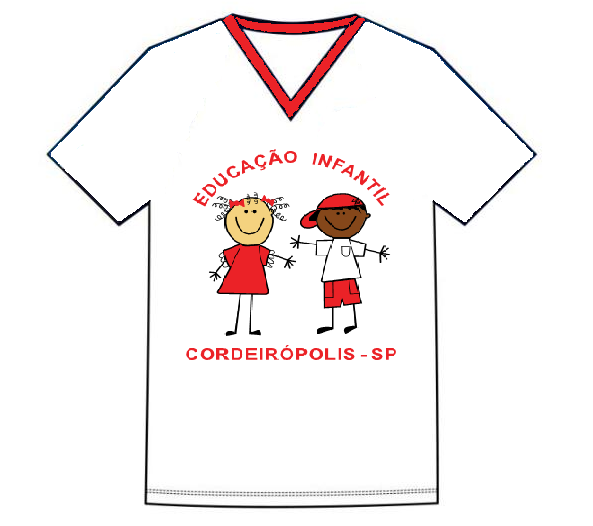 EDUCAÇÃO INFANTIL
CORDEIRÓPOLIS - SP